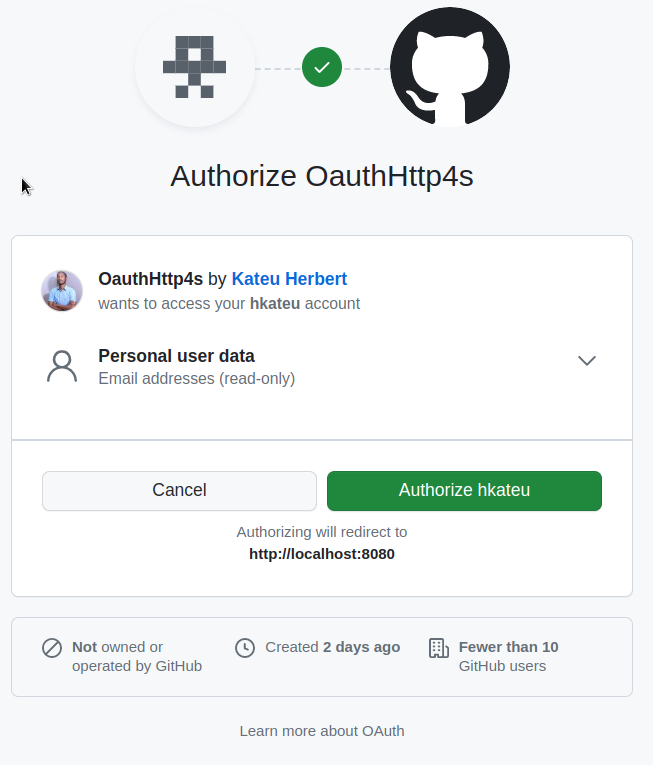 Authorize OauthHttp4s
OauthHttp4s by Kateu Herbert
wants to access your hkateu account
Personal user data
Email addresses (read-only)
Cancel
Authorize hkateu
Authorizing will redirect to
http://localhost:8080
Not owned or
operated by GitHub
Created 2 days ago
Fewer than 10
GitHub users
Learn more about OAuth